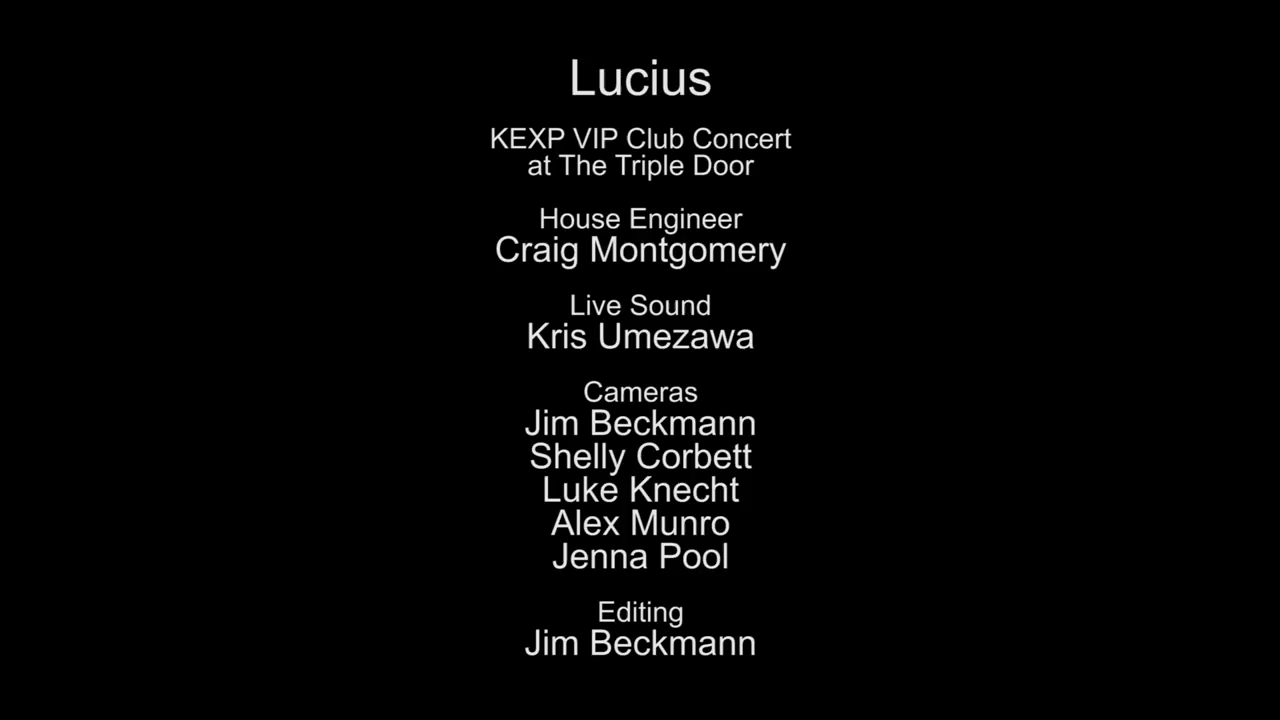 Lucius
KEXP VIP Club Concert
at The Triple Door
House Engineer
Craig Montgomery
Live Sound
Kris Umezawa
Cameras
Jim Beckmann
Shelly Corbett
Luke Knecht
Alex Munro
Jenna Pool
Editing
Jim Beckmann